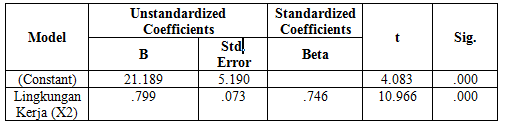 Model Unstandardized Coefficients Standardized Coefficients t Sig.
B Std. Error Beta
(Constant) 21.189 5.190 4.083 .000
Lingkungan Kerja (X2) .799 .073 .746 10.966 .000